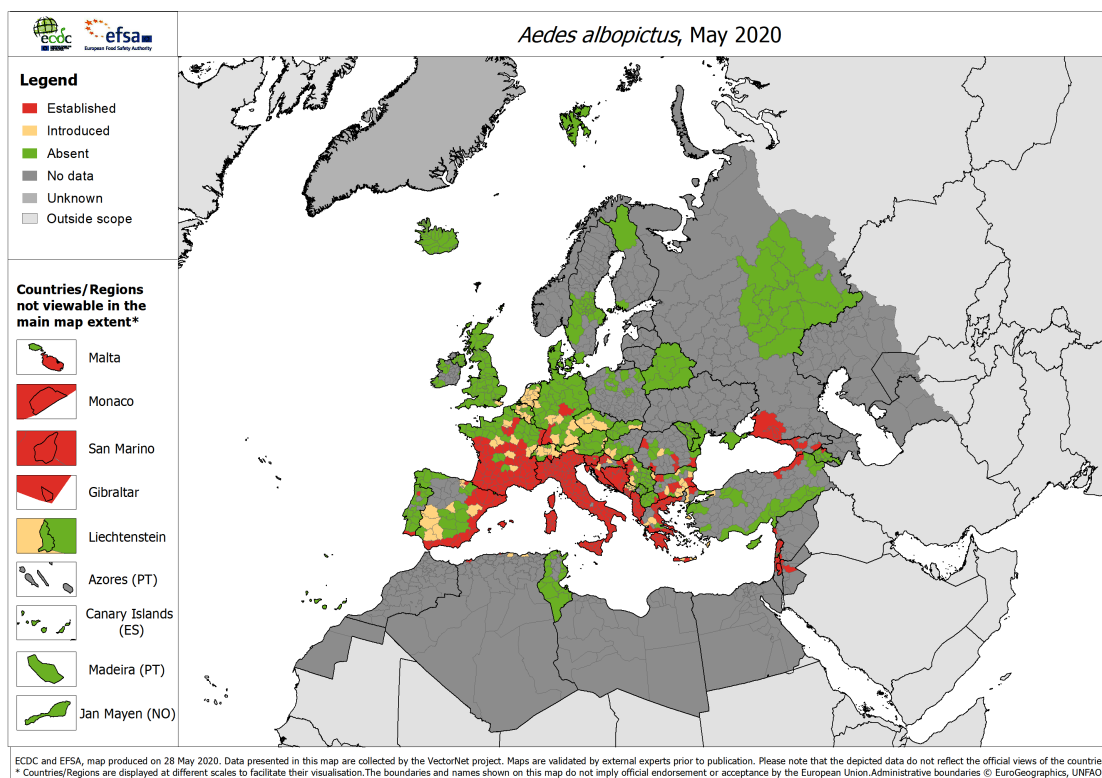 ecdc
efsa
European Food Safety Authority
Aedes albopictus, May 2020
Legend
Established
Introduced
Absent
No data
Unknown
Outside scope
Countries/Regions
not viewable in the
main map extent*
Malta
Monaco
San Marino
Gibraltar
Liechtenstein
Azores (PT)
Canary Islands
(ES)
Madeira (PT)
Jan Mayen (NO)
ECDC and EFSA, map produced on 28 May 2020. Data presented in this map are collected by the VectorNet project. Maps are validated by external experts prior to publication. Please note that the depicted data do not reflect the official views of the countrie
* Countries/Regions are displayed at different scales to facilitate their visualisation.The boundaries and names shown on this map do not imply official endorsement or acceptance by the European Union.Administrative boundaries © EuroGeographics, UNFAO